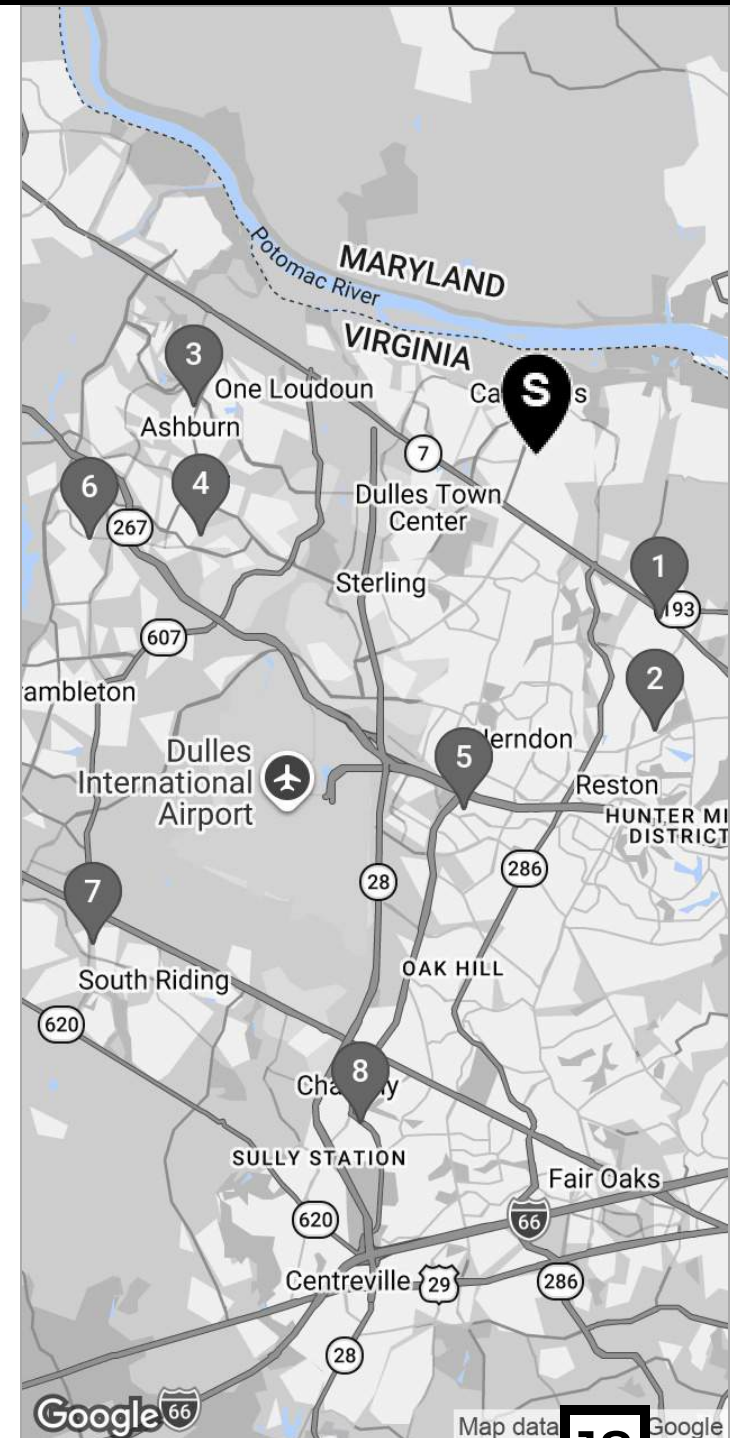 MARYLAND
Potomac River
VIRGINIA
3
One Loudoun
S
Ashburn
7
6
4
Dulles Town
Center
267
1
Sterling
193
607
2
5
Reston
Dulles
International
Airport
HUNTER MI
DISTRICT
28
286
7
OAK HILL
South Riding
620
8
SULLY STATION
Fair Oaks
66
620
Centreville
29
286
28
Google
66
Map data
Google